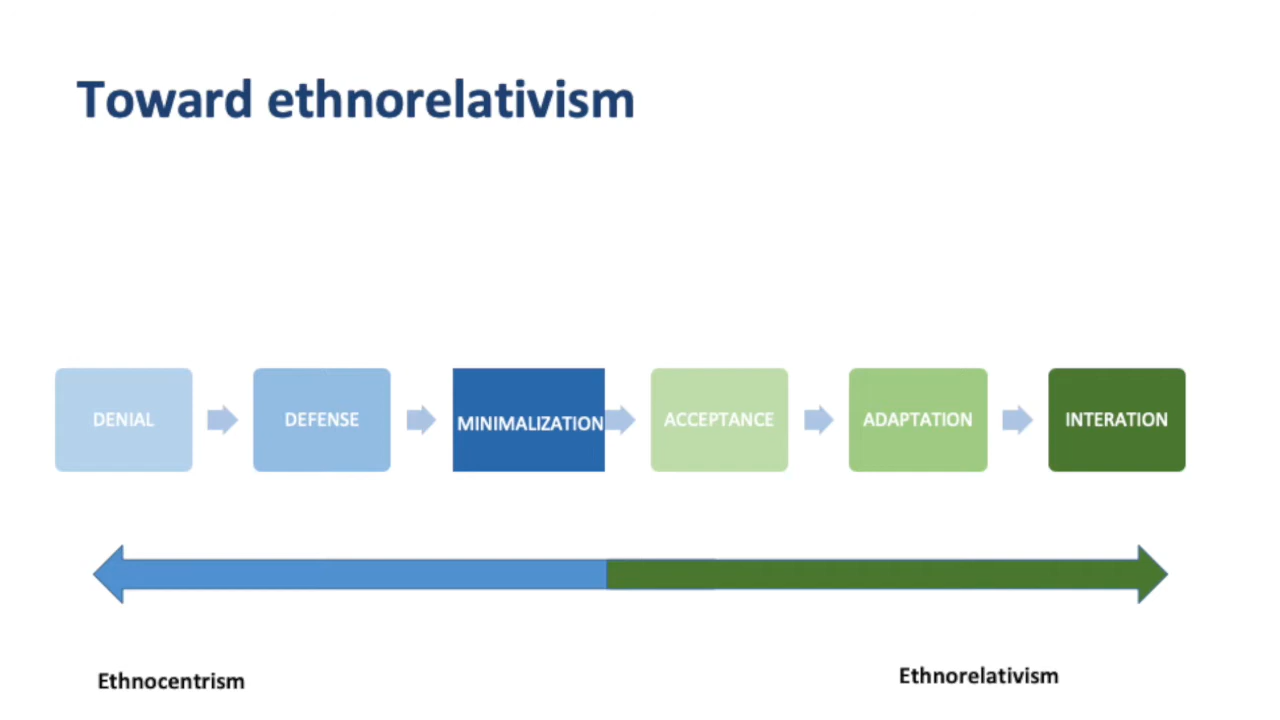 Toward ethnorelativism
DENIAL
DEFENSE
MINIMALIZATION
ACCEPTANCE
ADAPTATION
INTERATION
Ethnocentrism
Ethnorelativism